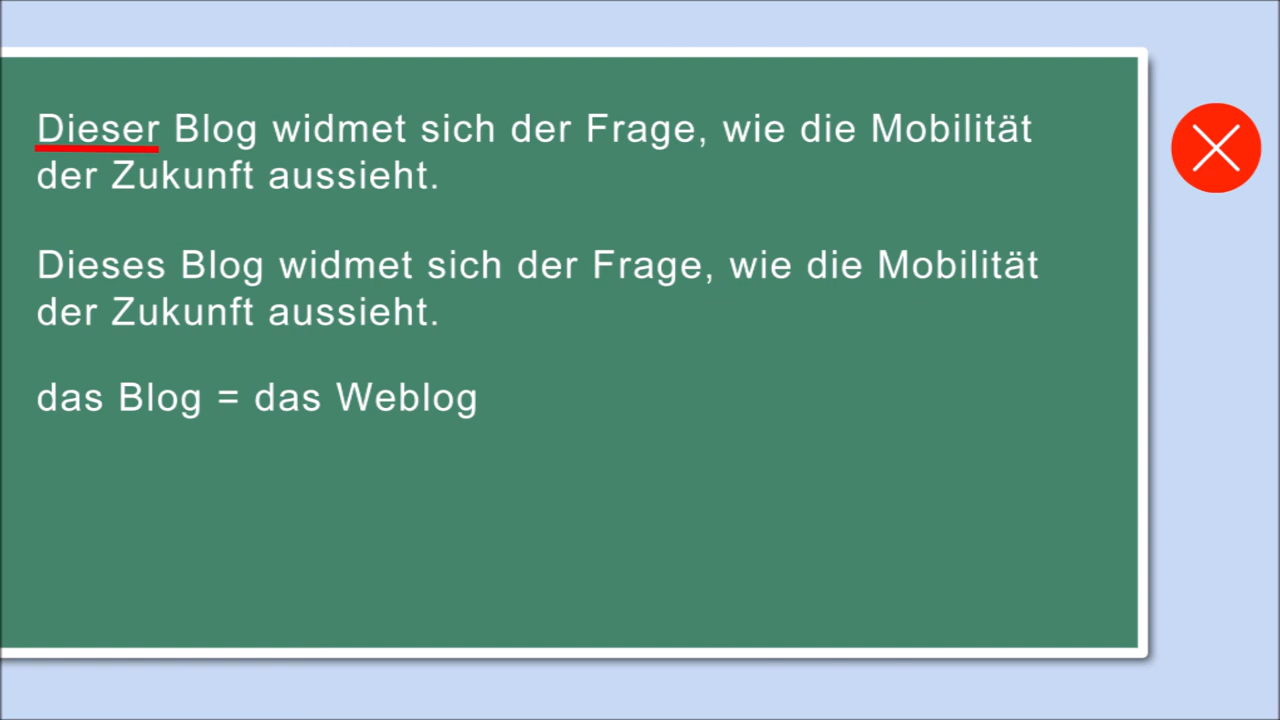 Dieser Blog widmet sich der Frage, wie die Mobilität
der Zukunft aussieht.
Dieses Blog widmet sich der Frage, wie die Mobilität
der Zukunft aussieht.
das Blog = das Weblog